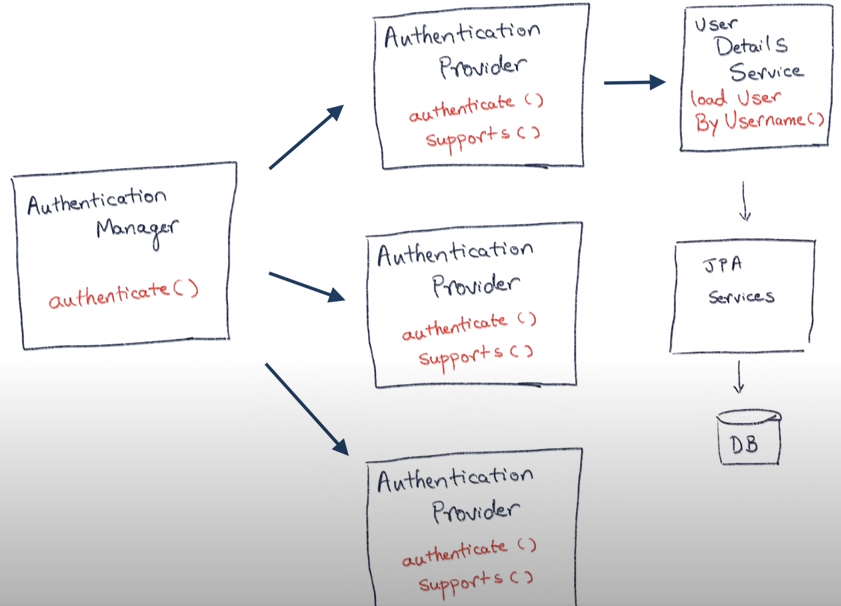 Authentication
Manager
authenticate()
Authentication
Provider
authenticate ()
Supports()
User
Details
Service
load User
By Username()
JPA
Services
DB
Authentication
Provider
authenticate ()
Supports()
Authentication
Provider
authenticate ()
Supports()